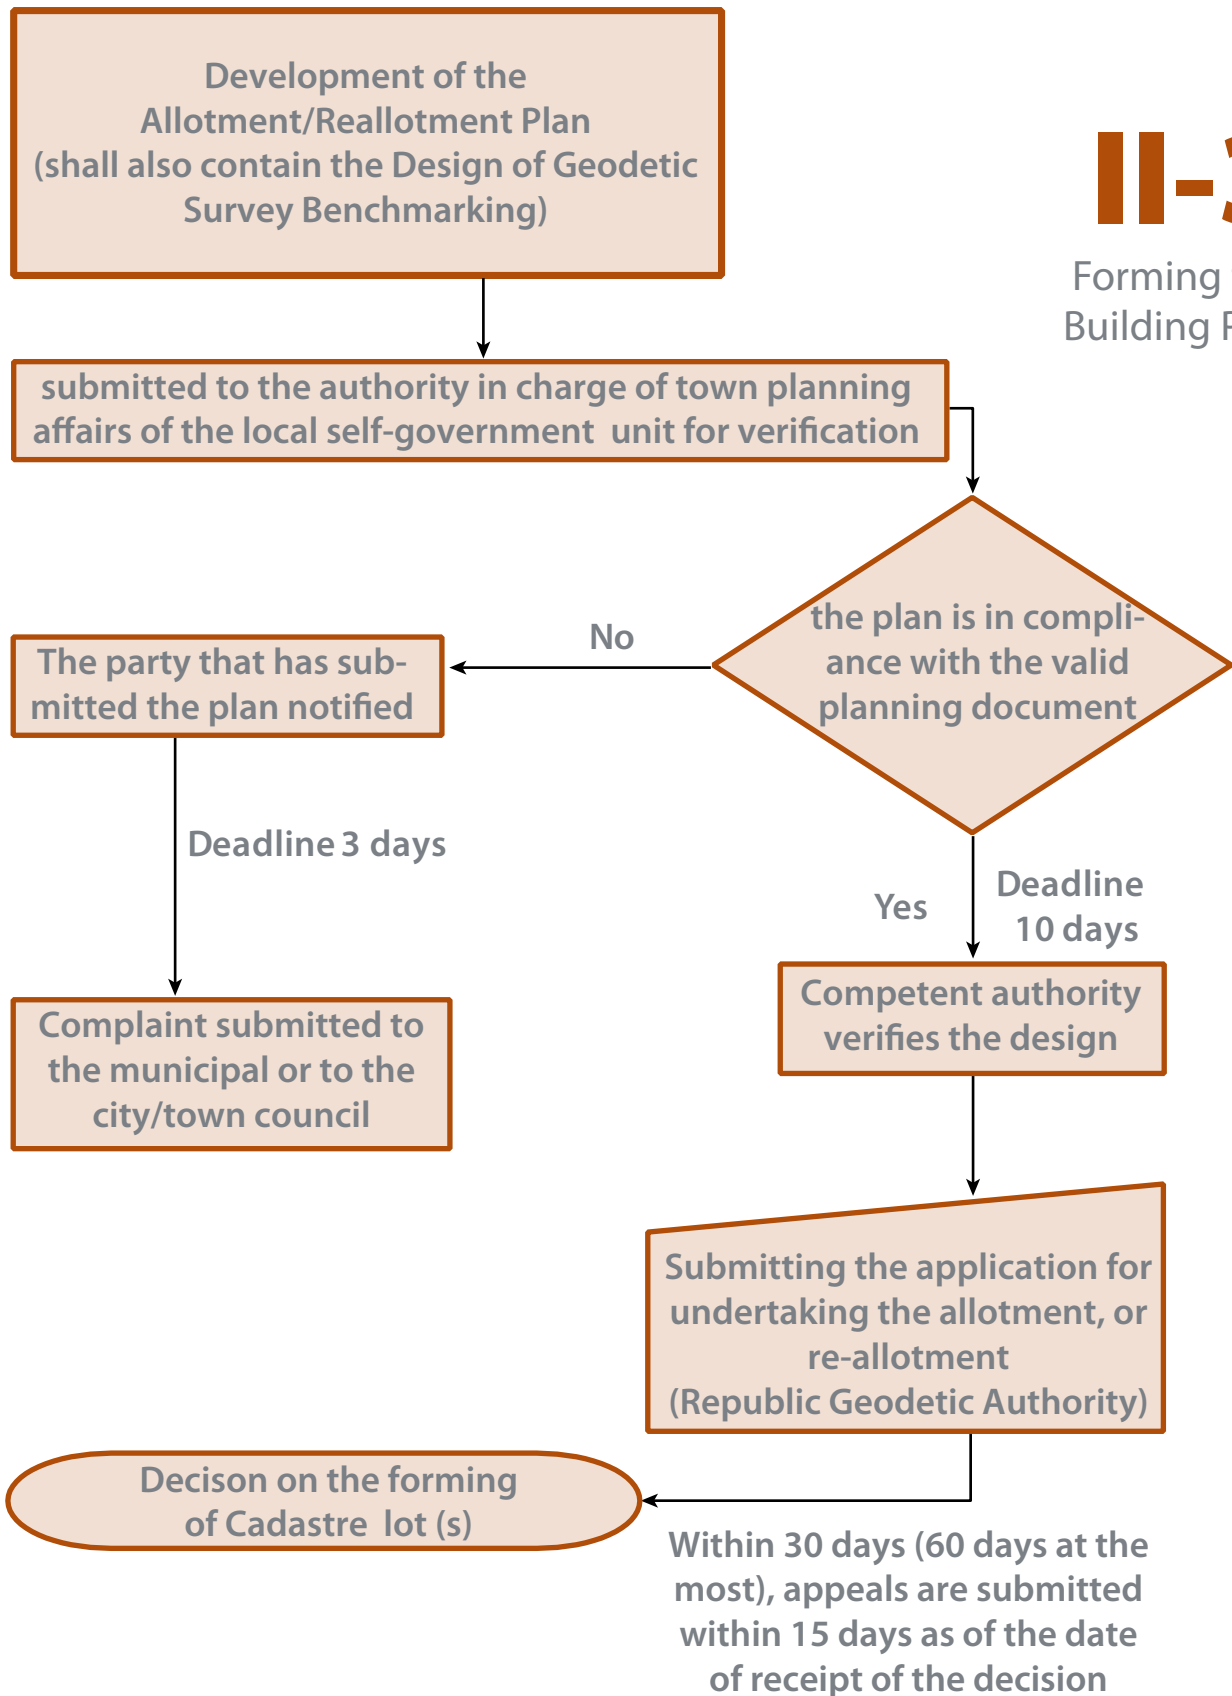 Development of the
Allotment/Reallotment Plan
(shall also contain the Design of Geodetic
Survey Benchmarking)
II-3
Forming
Building
submitted to the authority in charge of town planning
affairs of the local self-government unit for verification
the plan is in compli-
ance with the valid
planning document
No
The party that has sub-
mitted the plan notified
Deadline 3 days
Complaint submitted to
the municipal or to the
city/town council
Yes
Deadline
10 days
Competent authority
verifies the design
Submitting the application for
undertaking the allotment, or
re-allotment
(Republic Geodetic Authority)
Decison on the forming
of Cadastre lot (s)
Within 30 days (60 days at the
most), appeals are submitted
within 15 days as of the date
of receipt of the decision